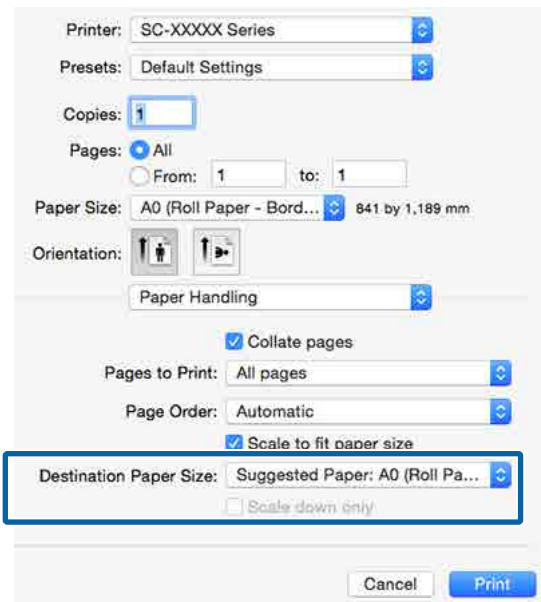 Printer: SC-XXXXX Series
Presets: Default Settings
Copies: 1
Pages: All
From: 1 to: 1
Paper Size: A0 (Roll Paper - Bord... 841 by 1,189 mm
Orientation:
Paper Handling
Collate pages
Pages to Print: All pages
Page Order: Automatic
Scale to fit paper size
Destination Paper Size: Suggested Paper: A0 (Roll Pa...
Scale down only
Cancel Print